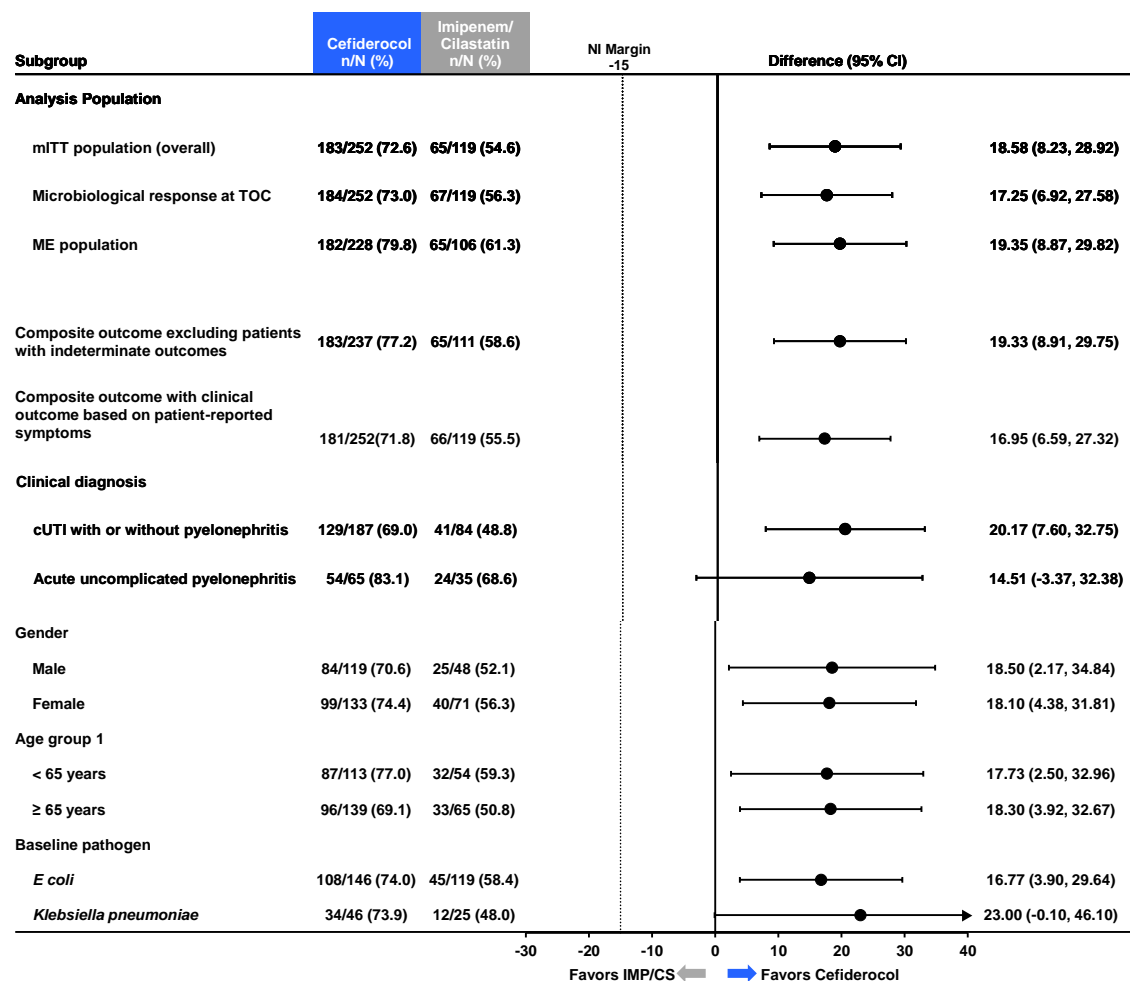 Subgroup Cefiderocol n/N (%) Imipenem/ Cilastatin n/N (%) NI Margin -15 Difference (95% CI)
Analysis Population
mITT population (overall) 183/252 (72.6) 65/119 (54.6) 18.58 (8.23, 28.92)
Microbiological response at TOC 184/252 (73.0) 67/119 (56.3) 17.25 (6.92, 27.58)
ME population 182/228 (79.8) 65/106 (61.3) 19.35 (8.87, 29.82)
Composite outcome excluding patients
with indeterminate outcomes 183/237 (77.2) 65/111 (58.6) 19.33 (8.91, 29.75)
Composite outcome with clinical
outcome based on patient-reported
symptoms 181/252(71.8) 66/119 (55.5) 16.95 (6.59, 27.32)
Clinical diagnosis
cUTI with or without pyelonephritis 129/187 (69.0) 41/84 (48.8) 20.17 (7.60, 32.75)
Acute uncomplicated pyelonephritis 54/65 (83.1) 24/35 (68.6) 14.51 (-3.37, 32.38)
Gender
Male 84/119 (70.6) 25/48 (52.1) 18.50 (2.17, 34.84)
Female 99/133 (74.4) 40/71 (56.3) 18.10 (4.38, 31.81)
Age group 1
< 65 years 87/113 (77.0) 32/54 (59.3) 17.73 (2.50, 32.96)
≥ 65 years 96/139 (69.1) 33/65 (50.8) 18.30 (3.92, 32.67)
Baseline pathogen
E coli 108/146 (74.0) 45/119 (58.4) 16.77 (3.90, 29.64)
Klebsiella pneumoniae 34/46 (73.9) 12/25 (48.0) 23.00 (-0.10, 46.10)
-30 -20 -10 0 10 20 30 40
Favors IMP/CS Favors Cefiderocol